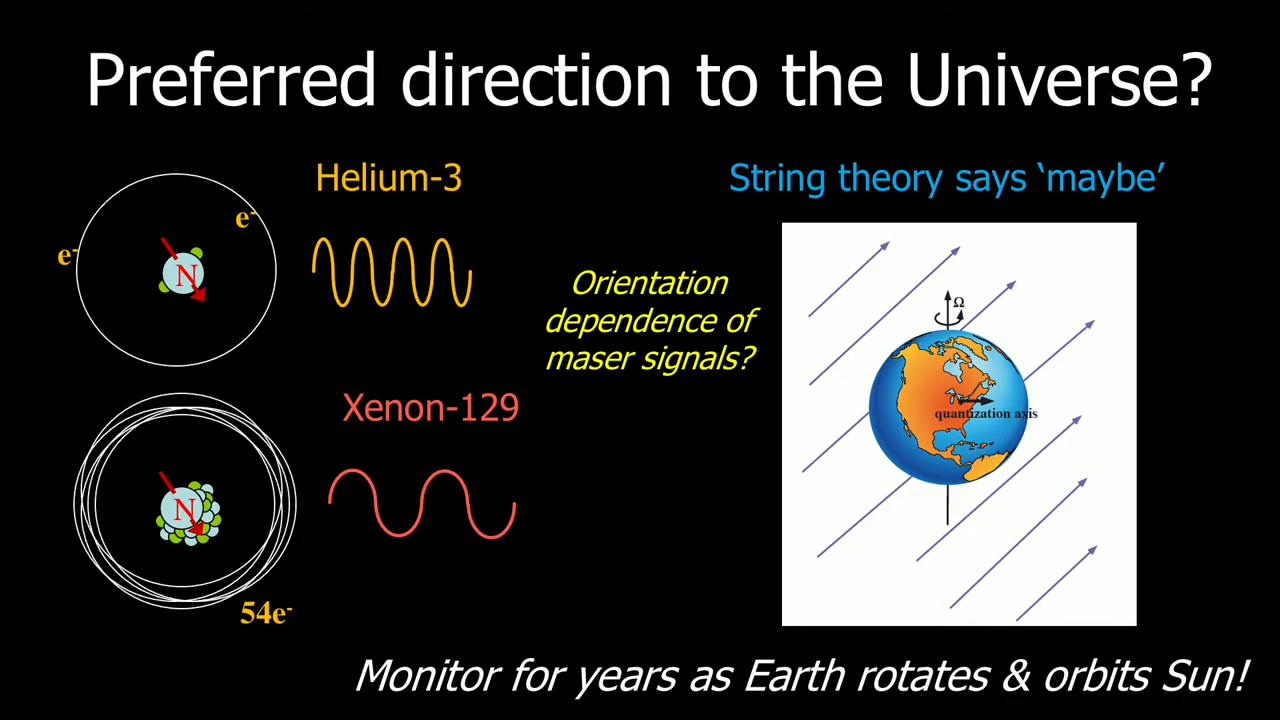 Preferred direction to the Universe?
Helium-3
e-
e-
N
Xenon-129
N
54e-
Orientation
dependence of
maser signals?
String theory says ‘maybe’
Ω
quantization axis
Monitor for years as Earth rotates & orbits Sun!